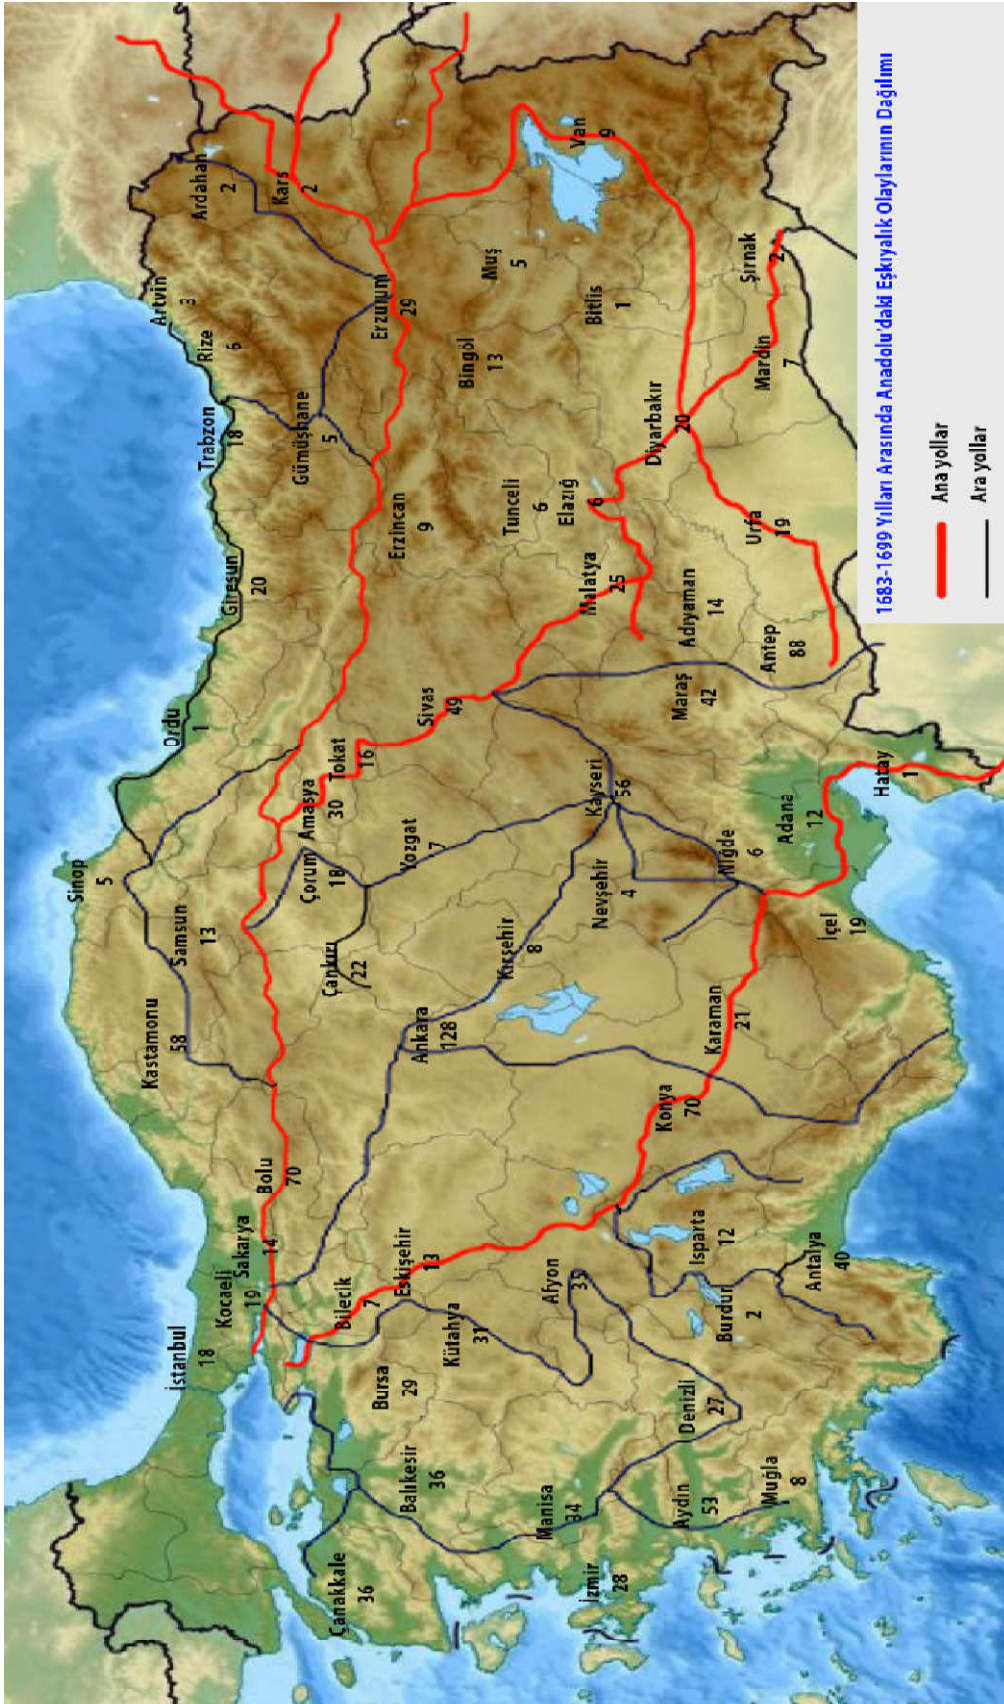 İstanbul
18
Kocaeli
19
Sakarya
14
Bolu
70
Kastamonu
58
Sinop
5
Samsun
13
Ordu
1
Giresun
20
Trabzon
18
Rize
6
Artvin
3
Ardahan
2
Kars
2
Gümüşhane
5
Erzurum
29
Erzincan
9
Tokat
16
Amasya
30
Çorum
18
Çankırı
22
Yozgat
7
Sivas
49
Ankara
128
Kırşehir
8
Eskişehir
13
Bilecik
7
Bursa
29
Kütahya
31
Balıkesir
36
Çanakkale
36
Manisa
34
İzmir
28
Aydın
53
Muğla
8
Denizli
27
Afyon
35
Burdur
2
Isparta
12
Antalya
40
Konya
70
Karaman
21
İçel
19
Niğde
6
Nevşehir
4
Kayseri
56
Adana
12
Hatay
1
Maraş
42
Antep
88
Adıyaman
14
Malatya
25
Elazığ
6
Tunceli
6
Bingöl
13
Muş
5
Bitlis
1
Van
9
Diyarbakır
20
Urfa
19
Mardin
7
Şırnak
2
1683-1699 Yılları Arasında Anadolu'daki Eşkıyalık Olaylarının Dağılımı
Ana yollar
Ara yollar